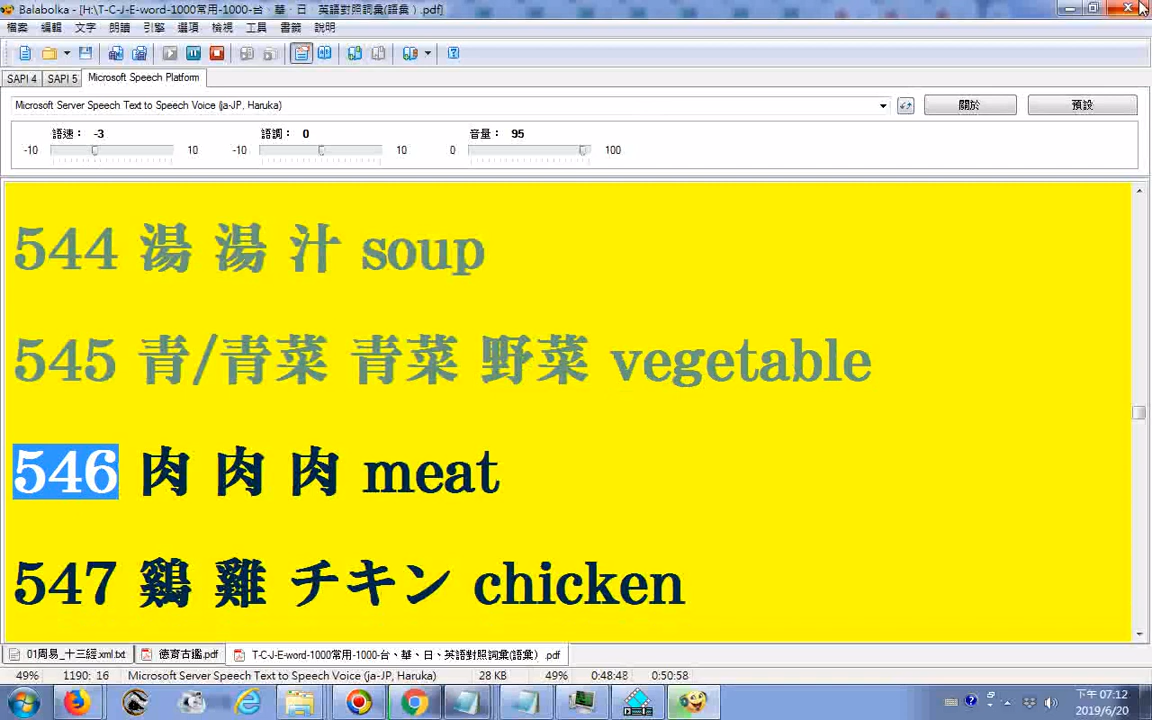 Balabolka - [H:\T-C-J-E-word-1000常用-1000-台、華、日、英語對照詞彙(語彙).pdf]
檔案 編輯 文字 朗讀 引擎 選項 檢視 工具 書籤 說明
SAPI 4 SAPI 5 Microsoft Speech Platform
Microsoft Server Speech Text to Speech Voice (ja-JP, Haruka) 關於 預設
語速： -3 語調： 0 音量： 95
-10 10 -10 10 0 100
544 湯 湯 汁 soup
545 青/青菜 青菜 野菜 vegetable
546 肉 肉 肉 meat
547 鷄 雞 チキン chicken
01周易_十三經.xml.txt 德育古鑑.pdf T-C-J-E-word-1000常用-1000-台、華、日、英語對照詞彙(語彙) .pdf
49% 1190; 16 Microsoft Server Speech Text to Speech Voice (ja-JP, Haruka) 28 KB 49% 0:48:48 0:50:58
下午 07:12
2019/6/20